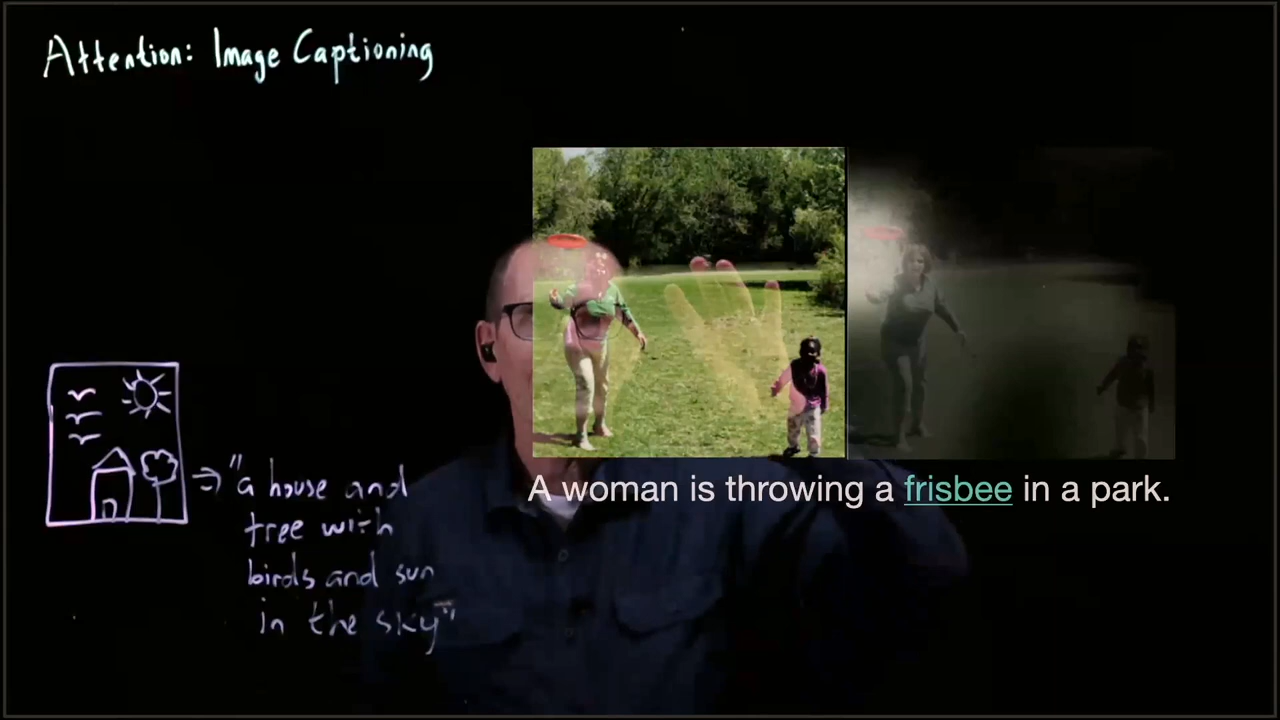 Attention: Image Captioning
A woman is throwing a frisbee in a park.
"a house and
tree with
birds and sun
in the sky"